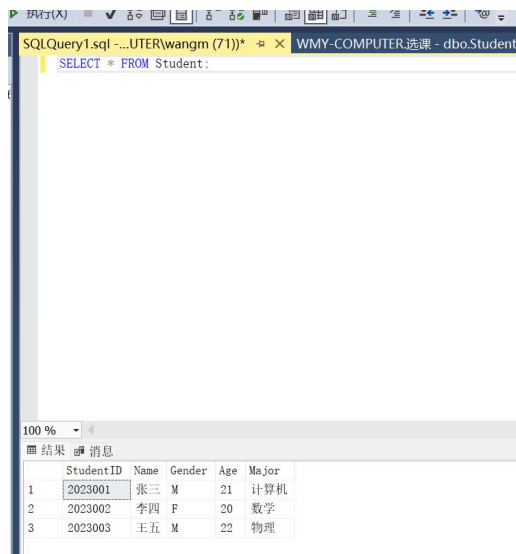 执行(X)
SQLQuery1.sql -...UTER\wangm (71))* WMY-COMPUTER.选课 - dbo.Student
SELECT * FROM Student;
100 %
结果 消息
StudentID Name Gender Age Major
1 2023001 张三 M 21 计算机
2 2023002 李四 F 20 数学
3 2023003 王五 M 22 物理